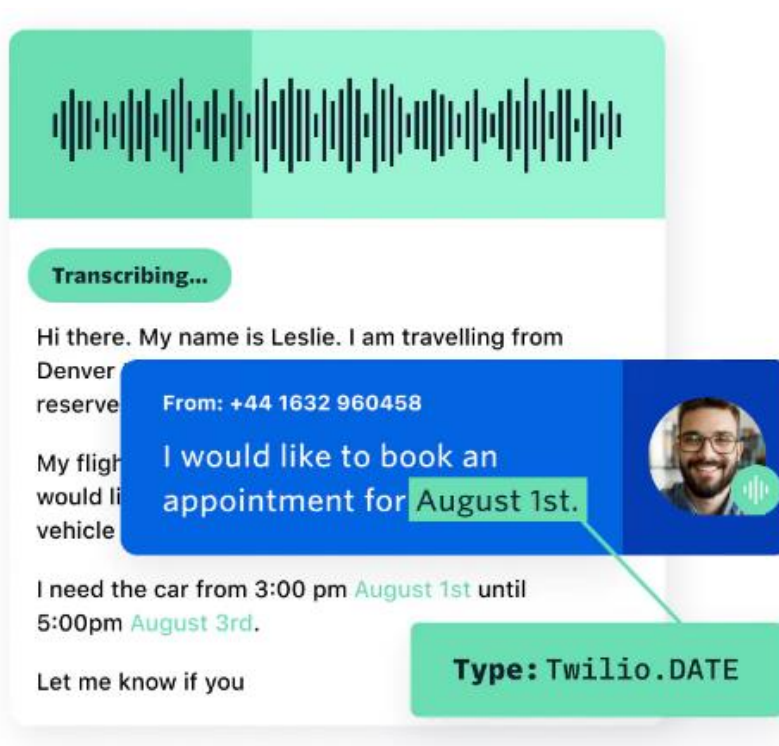 Transcribing...
Hi there. My name is Leslie. I am travelling from
Denver
reserve
My fligh
would li
vehicle
From: +44 1632 960458
I would like to book an
appointment for August 1st.
I need the car from 3:00 pm August 1st until
5:00pm August 3rd.
Type: Twilio.DATE
Let me know if you